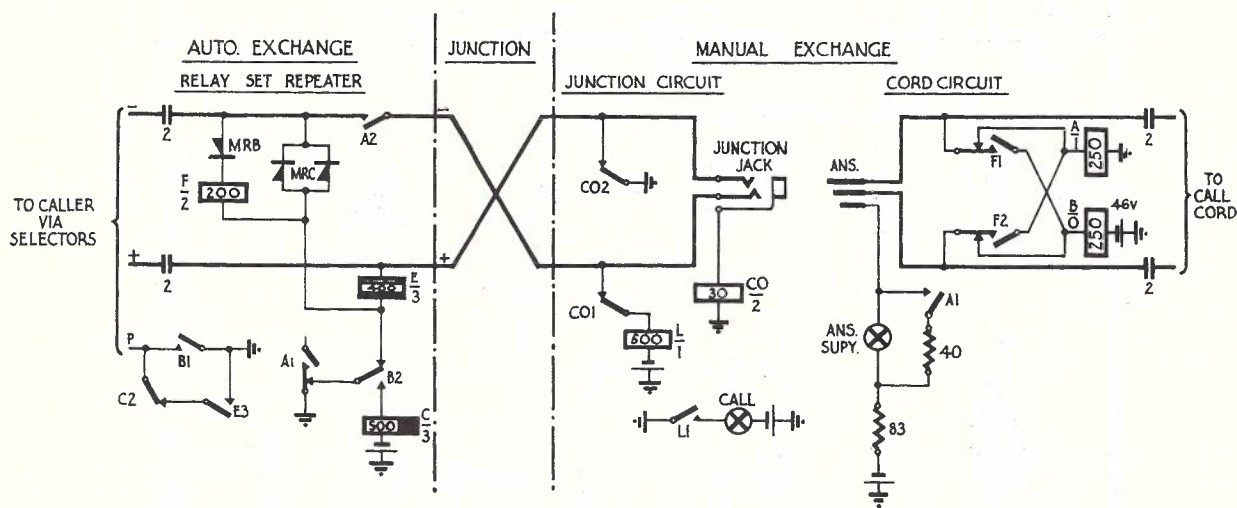 AUTO. EXCHANGE
JUNCTION
MANUAL EXCHANGE
RELAY SET REPEATER
JUNCTION CIRCUIT
CORD CIRCUIT
−
2
MRB
F/2
200
MRC
A2
−
CO2
JUNCTION
JACK
ANS.
F1
A/1
250
2
TO CALLER
VIA
SELECTORS
TO
CALL
CORD
+
2
E/3
400
+
F2
B/0
250
46V
2
P
B1
C2
E3
A1
B2
C/3
500
CO1
L/1
500
30
CO/2
ANS.
SUPY.
A1
40
L1
CALL
83